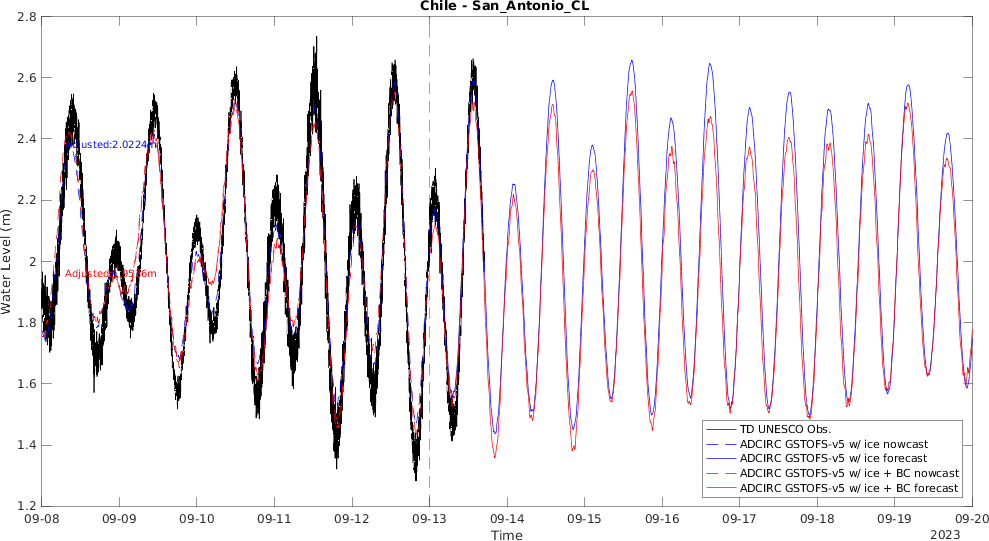 Chile - San_Antonio_CL
2.8
2.6
2.4
2.2
2
1.8
1.6
1.4
1.2
Water Level (m)
Adjusted:2.0224m
09-08 09-09 09-10 09-11 09-12 09-13 09-14 09-15 09-16 09-17 09-18 09-19 09-20
Time
2023
TD UNESCO Obs.
ADCIRC GSTOFS-v5 w/ ice nowcast
ADCIRC GSTOFS-v5 w/ ice forecast
ADCIRC GSTOFS-v5 w/ ice + BC nowcast
ADCIRC GSTOFS-v5 w/ ice + BC forecast